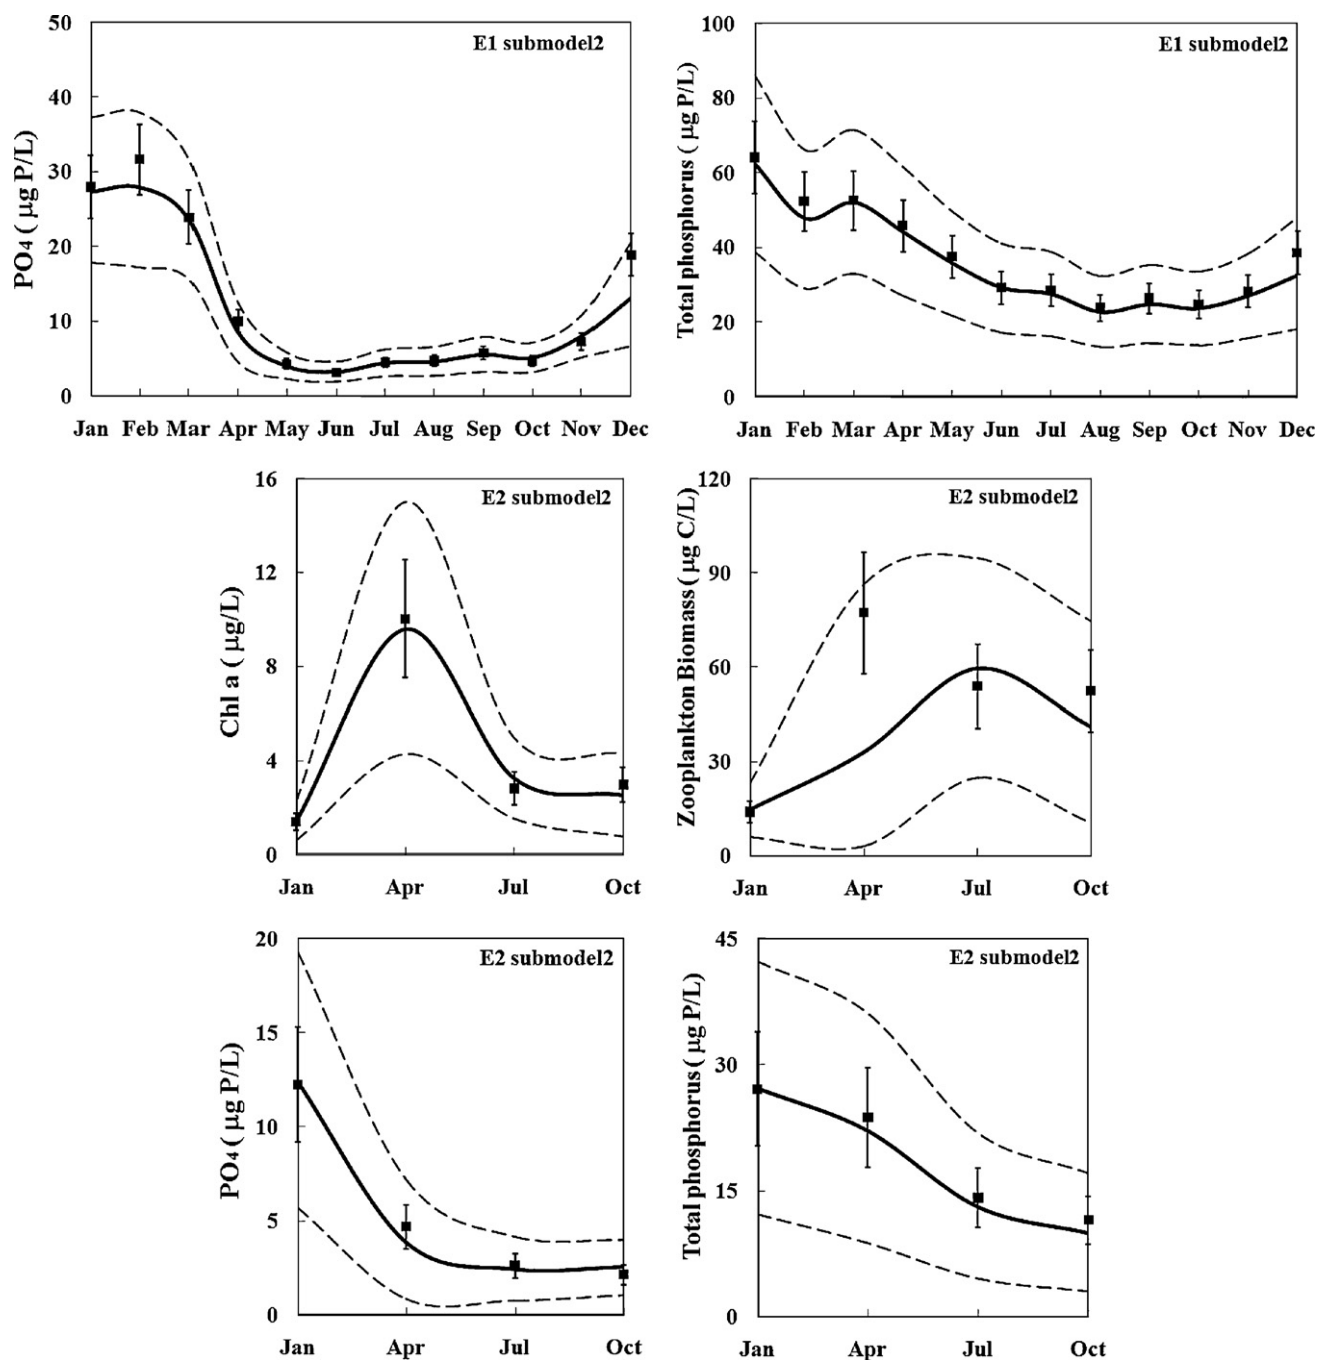 E1 submodel2
PO4 ( µg P/L)
50
40
30
20
10
0
Jan Feb Mar Apr May Jun Jul Aug Sep Oct Nov Dec
E1 submodel2
Total phosphorus ( µg P/L)
100
80
60
40
20
0
Jan Feb Mar Apr May Jun Jul Aug Sep Oct Nov Dec
E2 submodel2
Chl a ( µg/L)
16
12
8
4
0
Jan Apr Jul Oct
E2 submodel2
Zooplankton Biomass ( µg C/L)
120
90
60
30
0
Jan Apr Jul Oct
E2 submodel2
PO4 ( µg P/L)
20
15
10
5
0
Jan Apr Jul Oct
E2 submodel2
Total phosphorus ( µg P/L)
45
30
15
0
Jan Apr Jul Oct